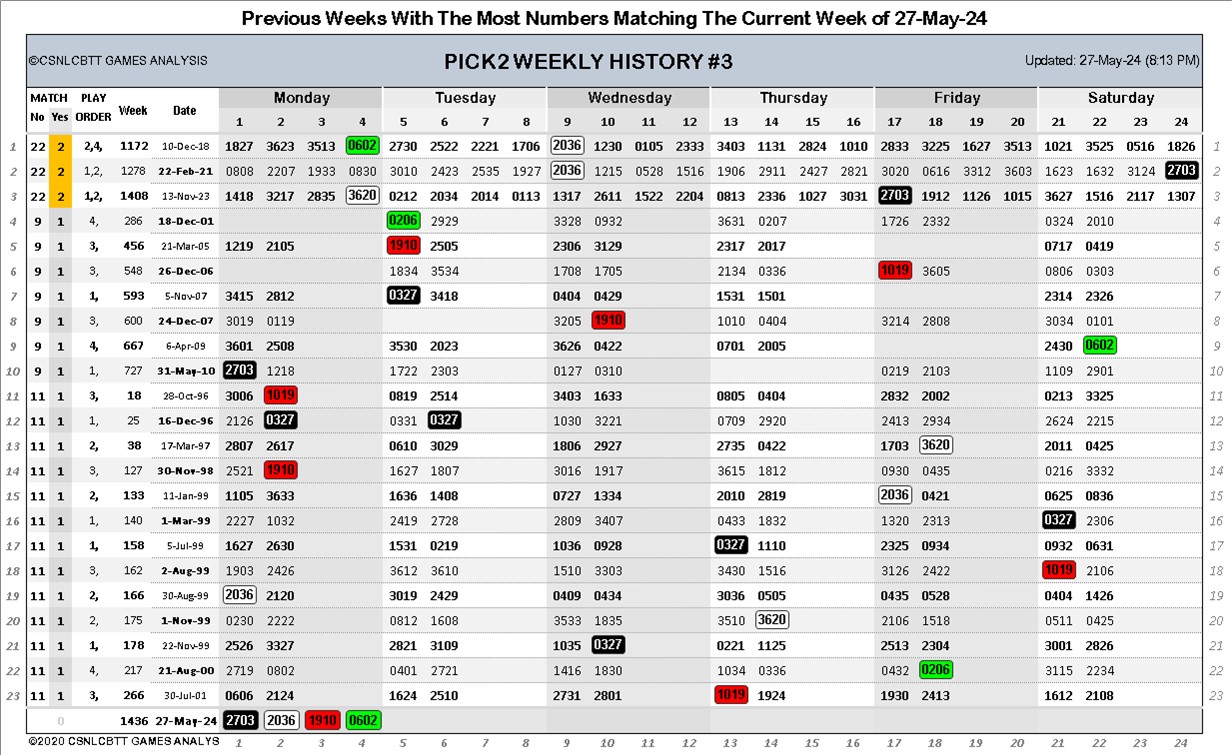 Previous Weeks With The Most Numbers Matching The Current Week of 27-May-24
©CSNLCBTT GAMES ANALYSIS PICK2 WEEKLY HISTORY #3 Updated: 27-May-24 (8:13 PM)
MATCH PLAY Week Date Monday Tuesday Wednesday Thursday Friday Saturday
No Yes ORDER 1 2 3 4 5 6 7 8 9 10 11 12 13 14 15 16 17 18 19 20 21 22 23 24
1 22 2 2,4, 1172 10-Dec-18 1827 3623 3513 0602 2730 2522 2221 1706 2036 1230 0105 2333 3403 1131 2824 1010 2833 3225 1627 3513 1021 3525 0516 1826 1
2 22 2 1,2, 1278 22-Feb-21 0808 2207 1933 0830 3010 2423 2535 1927 2036 1215 0528 1516 1906 2911 2427 2821 3020 0616 3312 3603 1623 1632 3124 2703 2
3 22 2 1,2, 1408 13-Nov-23 1418 3217 2835 3620 0212 2034 2014 0113 1317 2611 1522 2204 0813 2336 1027 3031 2703 1912 1126 1015 3627 1516 2117 1307 3
4 9 1 4, 286 18-Dec-01 0206 2929 3328 0932 3631 0207 1726 2332 0324 2010 4
5 9 1 3, 456 21-Mar-05 1219 2105 1910 2505 2306 3129 2317 2017 0717 0419 5
6 9 1 3, 548 26-Dec-06 1834 3534 1708 1705 2134 0336 1019 3605 0806 0303 6
7 9 1 1, 593 5-Nov-07 3415 2812 0327 3418 0404 0429 1531 1501 2314 2326 7
8 9 1 3, 600 24-Dec-07 3019 0119 3205 1910 1010 0404 3214 2808 3034 0101 8
9 9 1 4, 667 6-Apr-09 3601 2508 3530 2023 3626 0422 0701 2005 2430 0602 9
10 9 1 1, 727 31-May-10 2703 1218 1722 2303 0127 0310 0219 2103 1109 2901 10
11 11 1 3, 18 28-Oct-96 3006 1019 0819 2514 3403 1633 0805 0404 2832 2002 0213 3325 11
12 11 1 1, 25 16-Dec-96 2126 0327 0331 0327 1030 3221 0709 2920 2413 2934 2624 2215 12
13 11 1 2, 38 17-Mar-97 2807 2617 0610 3029 1806 2927 2735 0422 1703 3620 2011 0425 13
14 11 1 3, 127 30-Nov-98 2521 1910 1627 1807 3016 1917 3615 1812 0930 0435 0216 3332 14
15 11 1 2, 133 11-Jan-99 1105 3633 1636 1408 0727 1334 2010 2819 2036 0421 0625 0836 15
16 11 1 1, 140 1-Mar-99 2227 1032 2419 2728 2809 3407 0433 1832 1320 2313 0327 2306 16
17 11 1 1, 158 5-Jul-99 1627 2630 1531 0219 1036 0928 0327 1110 2325 0934 0932 0631 17
18 11 1 3, 162 2-Aug-99 1903 2426 3612 3610 1510 3303 3430 1516 3126 2422 1019 2106 18
19 11 1 2, 166 30-Aug-99 2036 2120 3019 2429 0409 0434 3036 0505 0435 0528 0404 1426 19
20 11 1 2, 175 1-Nov-99 0230 2222 0812 1608 3533 1835 3510 3620 2106 1518 0511 0425 20
21 11 1 1, 178 22-Nov-99 2526 3327 2821 3109 1035 0327 0221 1125 2513 2304 3001 2826 21
22 11 1 4, 217 21-Aug-00 2719 0802 0401 2721 1416 1830 1034 0336 0432 0206 3115 2234 22
23 11 1 3, 266 30-Jul-01 0606 2124 1624 2510 2731 2801 1019 1924 1930 2413 1612 2108 23
0 1436 27-May-24 2703 2036 1910 0602
©2020 CSNLCBTT GAMES ANALYS 1 2 3 4 5 6 7 8 9 10 11 12 13 14 15 16 17 18 19 20 21 22 23 24